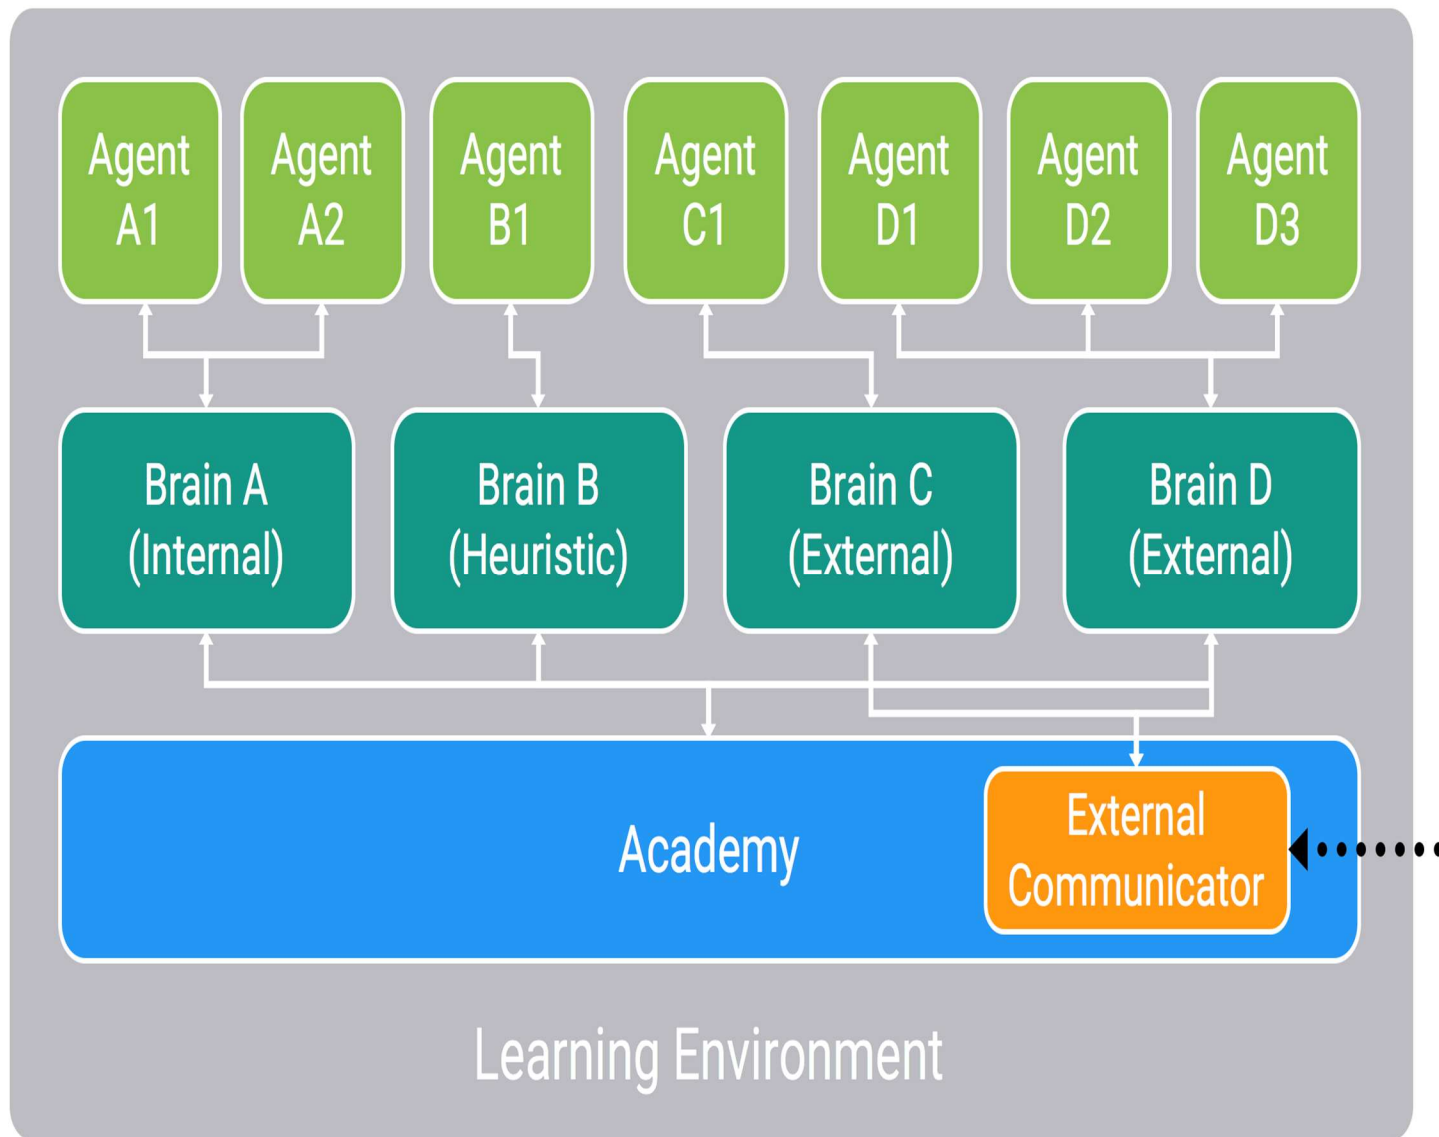 Agent
A1
Agent
A2
Agent
B1
Agent
C1
Agent
D1
Agent
D2
Agent
D3
Brain A
(Internal)
Brain B
(Heuristic)
Brain C
(External)
Brain D
(External)
Academy
External
Communicator
Learning Environment